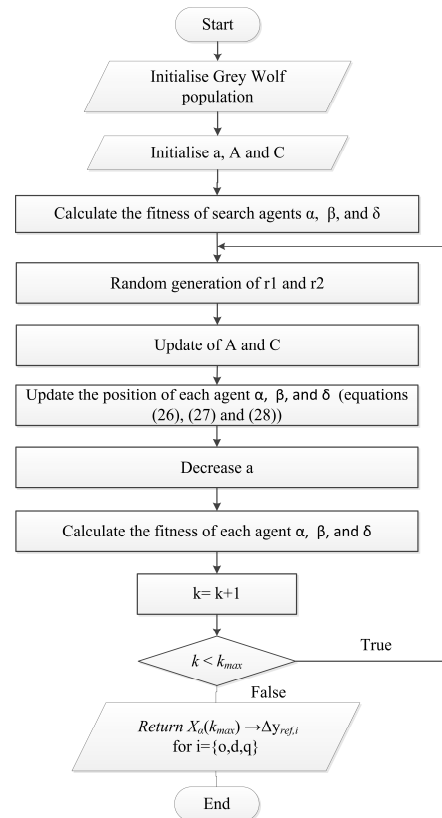 Start
Initialise Grey Wolf
population
Initialise a, A and C
Calculate the fitness of search agents α, β, and δ
Random generation of r1 and r2
Update of A and C
Update the position of each agent α, β, and δ (equations
(26), (27) and (28))
Decrease a
Calculate the fitness of each agent α, β, and δ
k= k+1
k < kmax
True
False
Return Xα(kmax) →Δyref,i
for i={o,d,q}
End